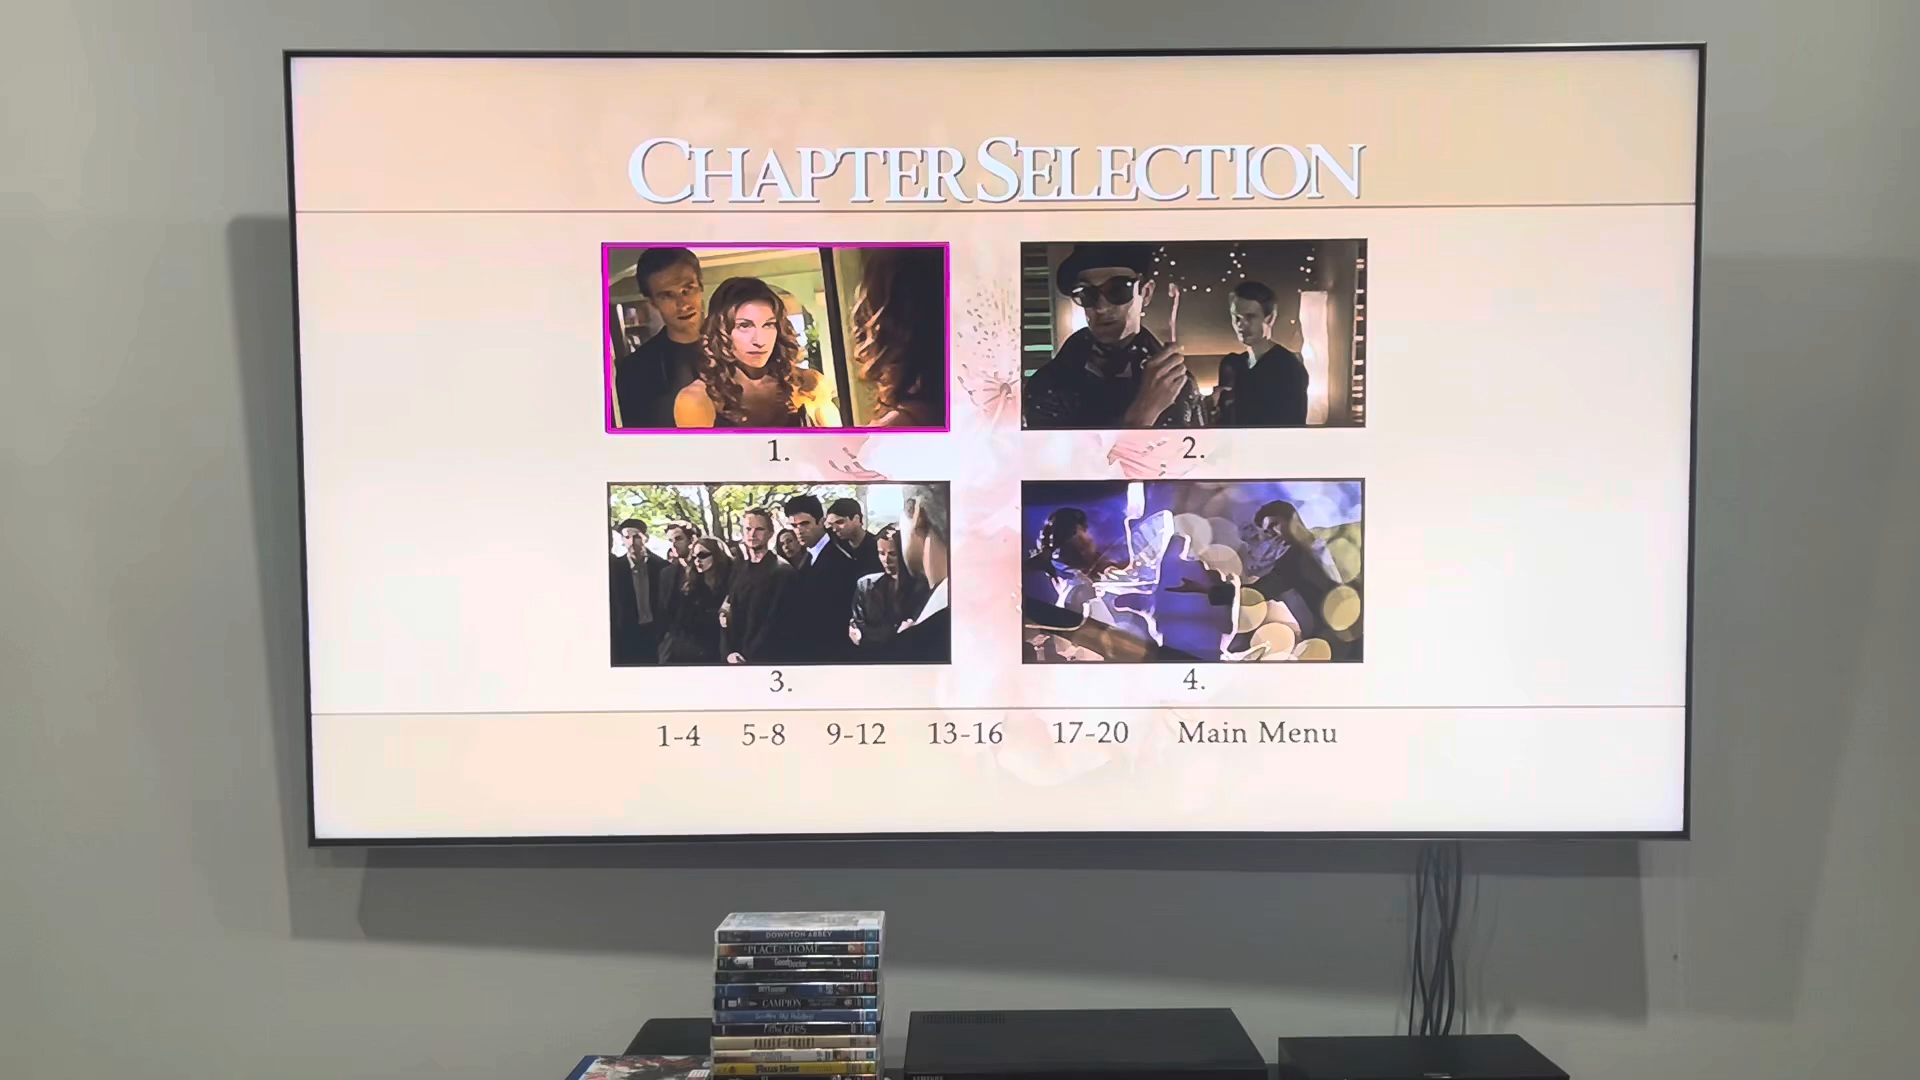 CHAPTER SELECTION
1.
2.
3.
4.
1-4 5-8 9-12 13-16 17-20 Main Menu
DOWNTON ABBEY
A PLACE TO CALL HOME
CAMPION
SAMSUNG